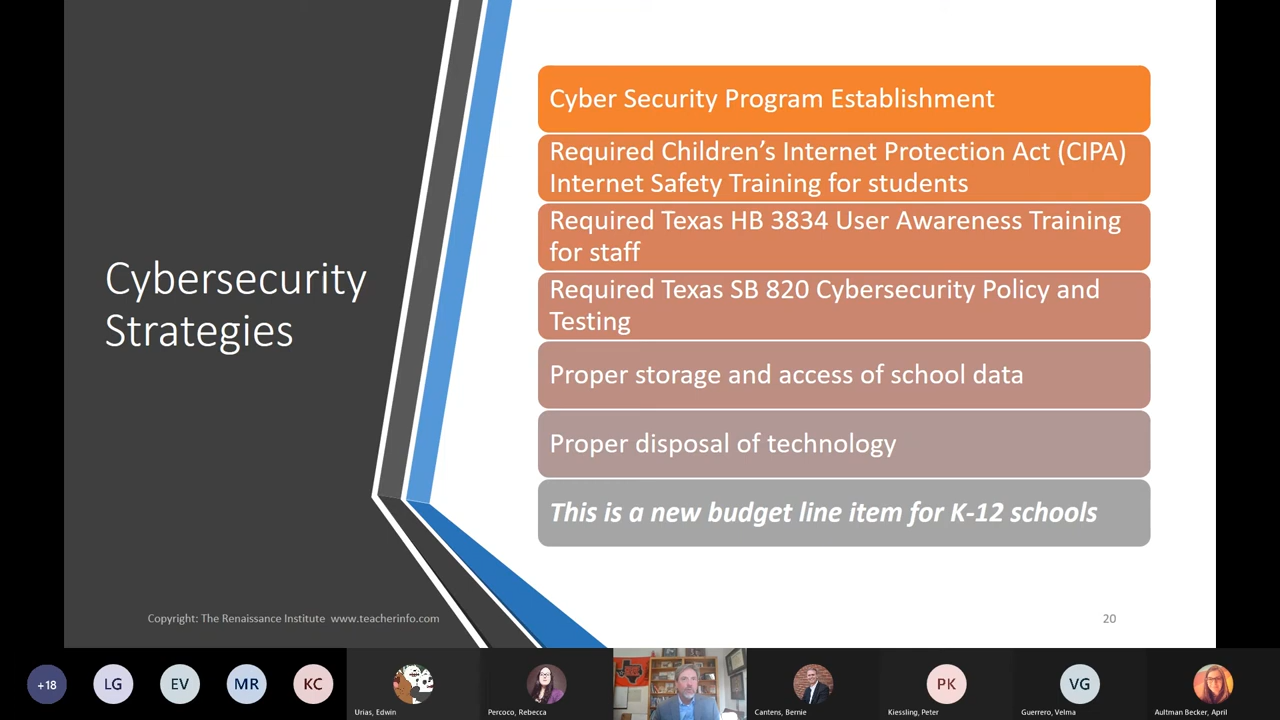 Cybersecurity
Strategies
Cyber Security Program Establishment
Required Children’s Internet Protection Act (CIPA)
Internet Safety Training for students
Required Texas HB 3834 User Awareness Training
for staff
Required Texas SB 820 Cybersecurity Policy and
Testing
Proper storage and access of school data
Proper disposal of technology
This is a new budget line item for K-12 schools
Copyright: The Renaissance Institute www.teacherinfo.com
20
+18
LG
EV
MR
KC
Urias, Edwin
Percoco, Rebecca
Cantens, Bernie
PK
Kiessling, Peter
VG
Guerrero, Velma
Aultman Becker, April